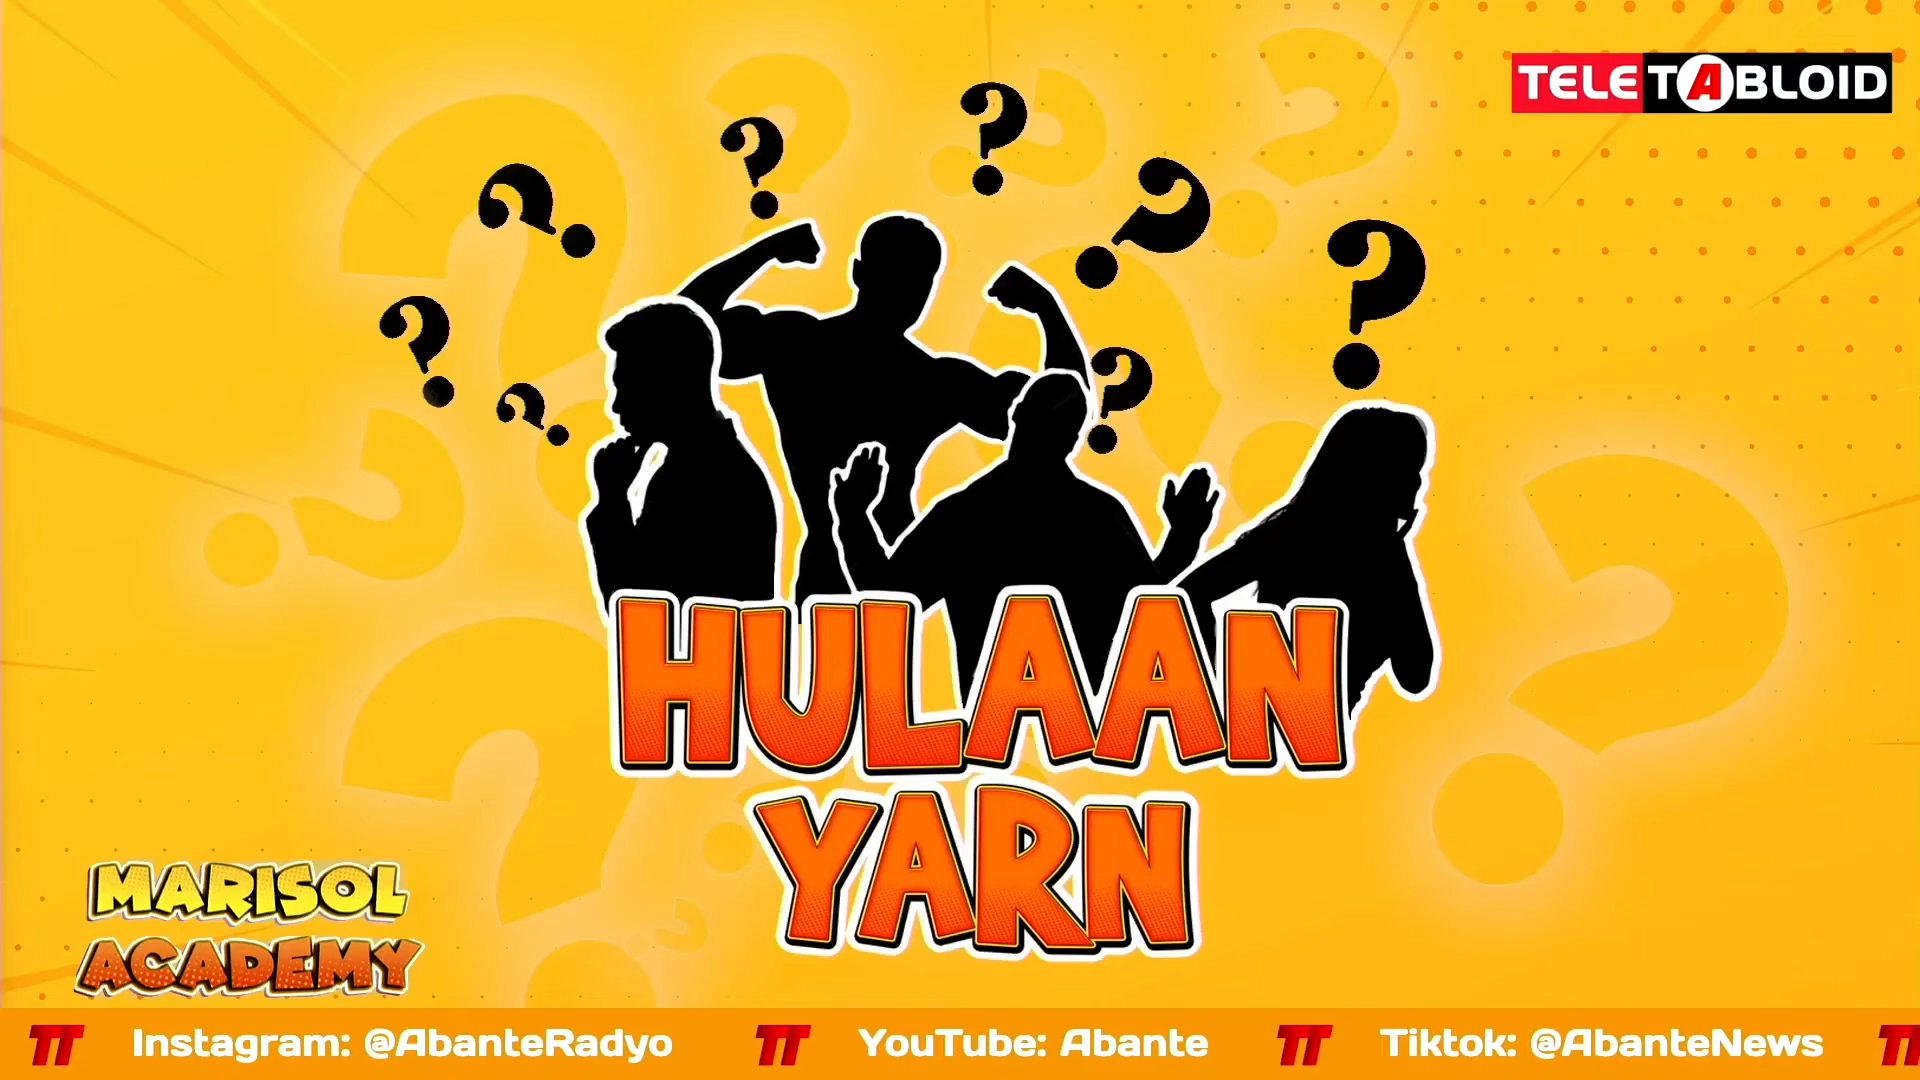 TELETABLOID
HULAAN
YARN
MARISOL
ACADEMY
Instagram: @AbanteRadyo YouTube: Abante Tiktok: @AbanteNews